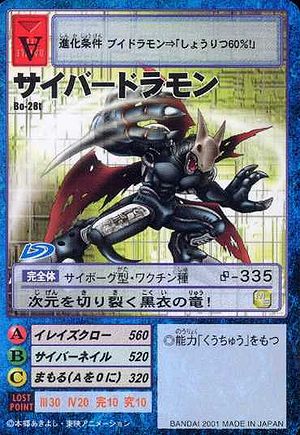 進化条件 ブイドラモン⇒「しょうりつ60%!」
サイバードラモン
Bo-28t
完全体 サイボーグ型・ワクチン種 -335
次元を切り裂く黒衣の竜!
A イレイズクロー 560
B サイバーネイル 520
C まもる(Aを0に) 320
◎能力「くうちゅう」をもつ
LOST POINT III30 IV20 完10 究10
©本郷あきよし・東映アニメーション
BANDAI 2001 MADE IN JAPAN